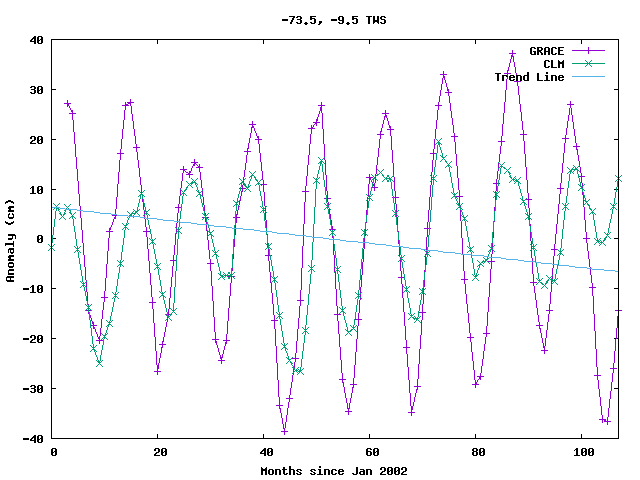 -73.5, -9.5 TWS
GRACE
CLM
Trend Line
40
30
20
10
0
-10
-20
-30
-40
Anomaly (cm)
0 20 40 60 80 100
Months since Jan 2002